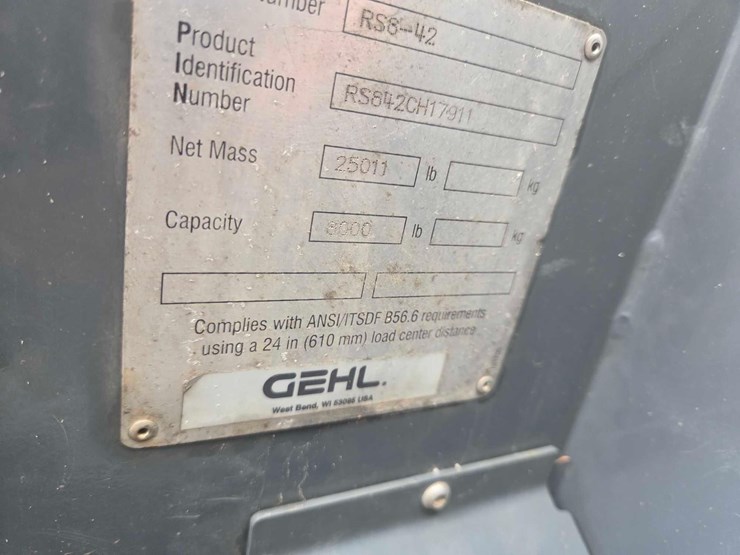 RS8-42
Product
Identification
Number
RS842CH17911
Net Mass 25011 lb kg
Capacity 8000 lb kg
Complies with ANSI/ITSDF B56.6 requirements
using a 24 in (610 mm) load center distance
GEHL.
West Bend, WI 53095 USA